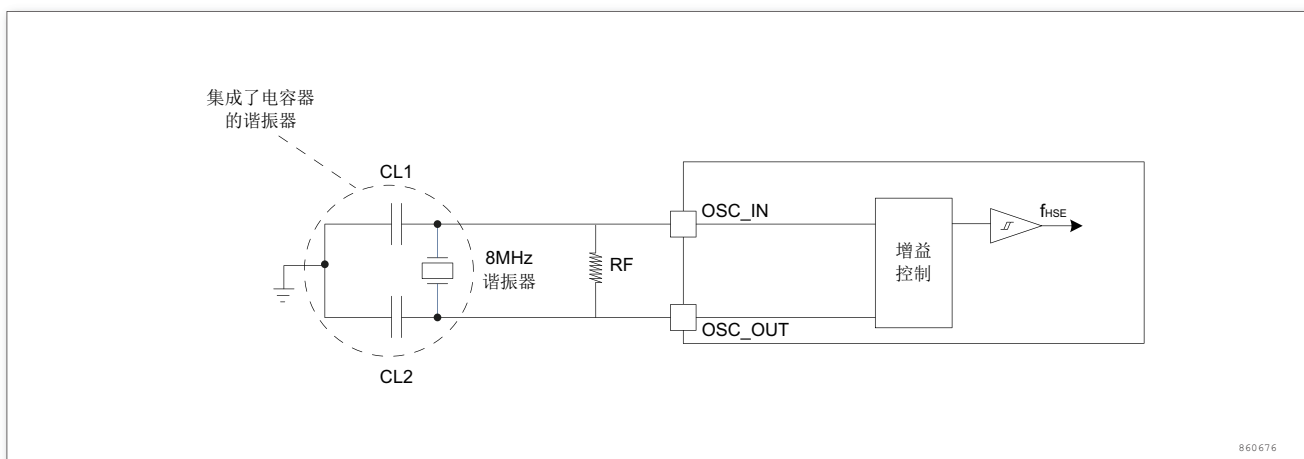 集成了电容器
的谐振器
CL1
OSC_IN
fHSE
8MHz
谐振器
RF
增益
控制
OSC_OUT
CL2
860676